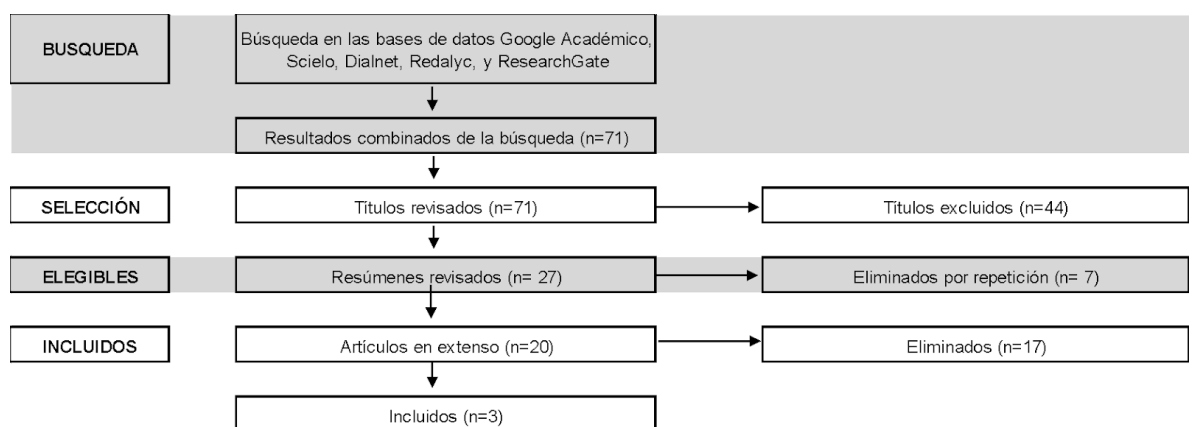 BUSQUEDA
Búsqueda en las bases de datos Google Académico,
Scielo, Dialnet, Redalyc, y ResearchGate
Resultados combinados de la búsqueda (n=71)
SELECCIÓN
Titulos revisados (n=71)
Titulos excluidos (n=44)
ELEGIBLES
Resúmenes revisados (n= 27)
Eliminados por repetición (n= 7)
INCLUIDOS
Artículos en extenso (n=20)
Eliminados (n=17)
Incluidos (n=3)